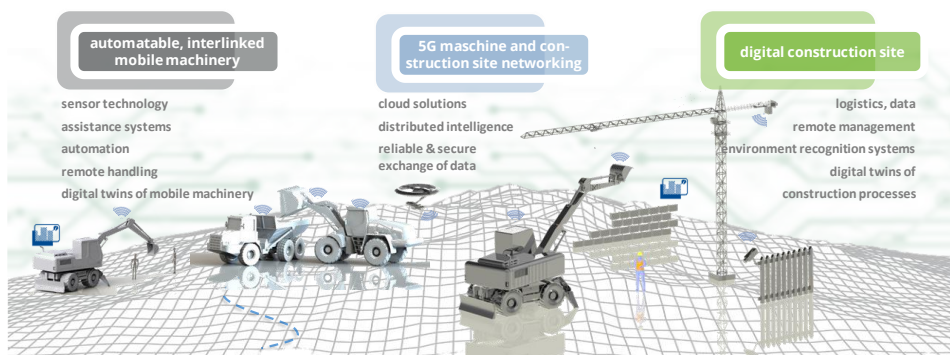 automatable, interlinked
mobile machinery
sensor technology
assistance systems
automation
remote handling
digital twins of mobile machinery
5G maschine and con-
struction site networking
cloud solutions
distributed intelligence
reliable & secure
exchange of data
digital construction site
logistics, data
remote management
environment recognition systems
digital twins of
construction processes